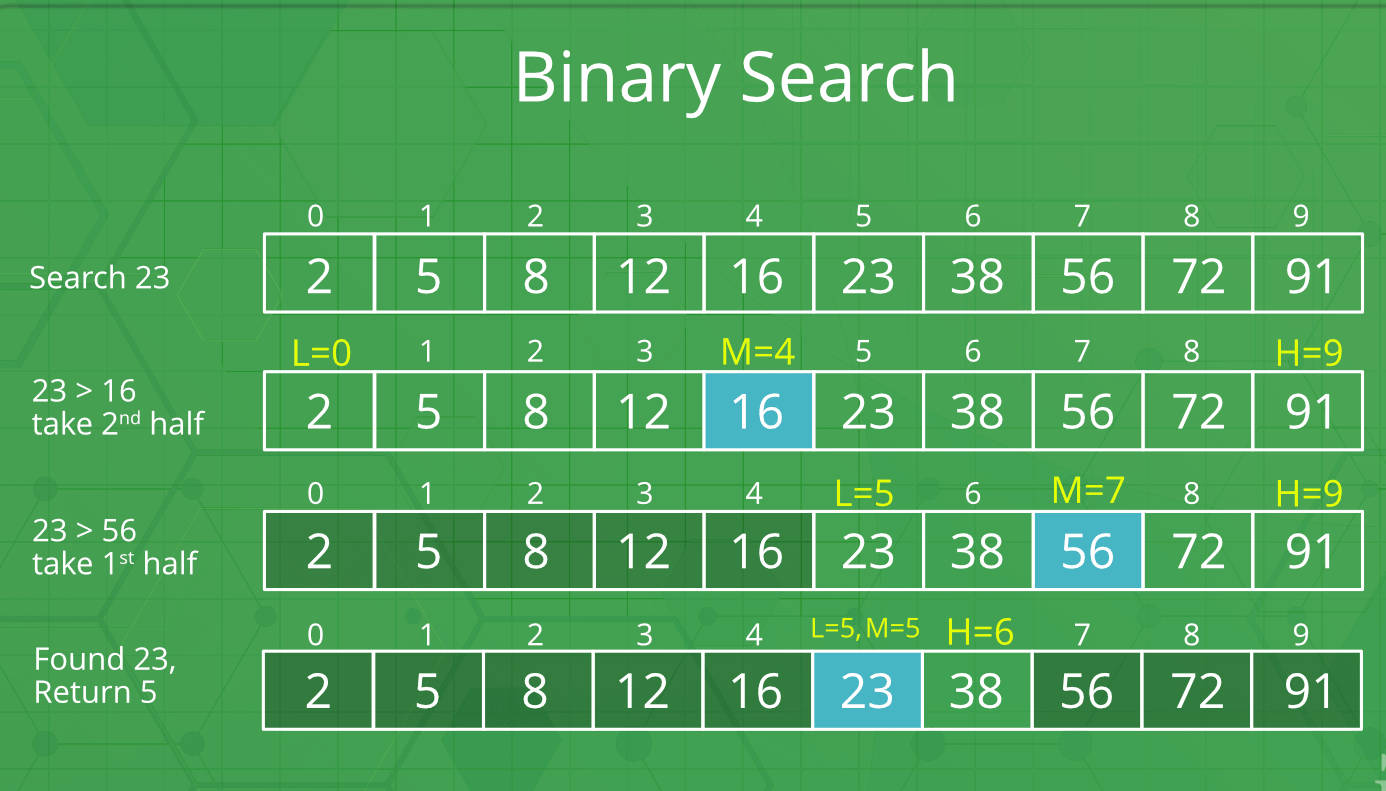 Binary Search
0 1 2 3 4 5 6 7 8 9
Search 23
2 5 8 12 16 23 38 56 72 91
L=0 1 2 3 M=4 5 6 7 8 H=9
23 > 16
take 2nd half
2 5 8 12 16 23 38 56 72 91
0 1 2 3 4 L=5 6 M=7 8 H=9
23 > 56
take 1st half
2 5 8 12 16 23 38 56 72 91
0 1 2 3 4 L=5, M=5 H=6 7 8 9
Found 23,
Return 5
2 5 8 12 16 23 38 56 72 91